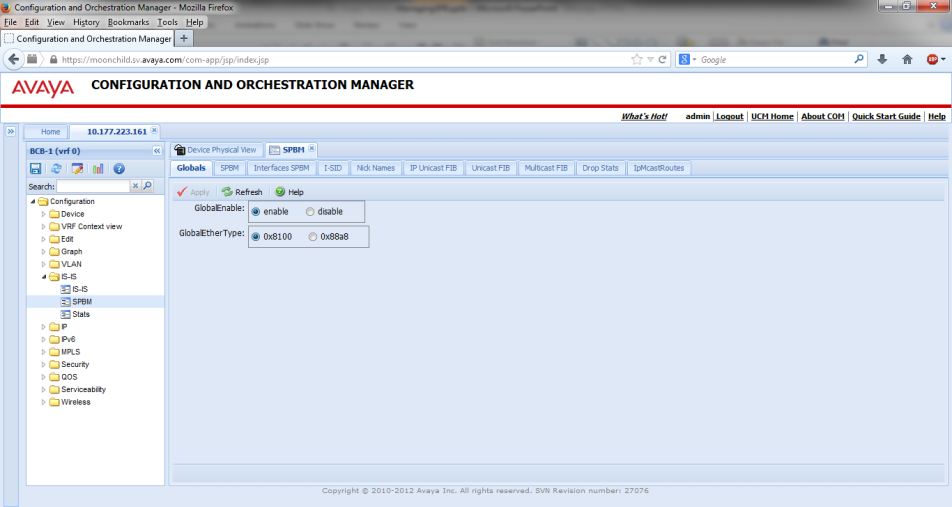 Configuration and Orchestration Manager - Mozilla Firefox
File Edit View History Bookmarks Tools Help
Configuration and Orchestration Manager +
https://moonchild.sv.avaya.com/com-app/jsp/index.jsp
Google
AVAYA CONFIGURATION AND ORCHESTRATION MANAGER
What's Hot! admin | Logout | UCM Home | About COM | Quick Start Guide | Help
Home 10.177.223.161
BCB-1 (vrf 0)
Device Physical View SPBM
Globals SPBM Interfaces SPBM I-SID Nick Names IP Unicast FIB Unicast FIB Multicast FIB Drop Stats IpMcastRoutes
Search:
Apply Refresh Help
GlobalEnable: enable disable
GlobalEtherType: 0x8100 0x88a8
Configuration
Device
VRF Context view
Edit
Graph
VLAN
IS-IS
IS-IS
SPBM
Stats
IP
IPv6
MPLS
Security
QOS
Serviceability
Wireless
Copyright © 2010-2012 Avaya Inc. All rights reserved. SVN Revision number: 27076